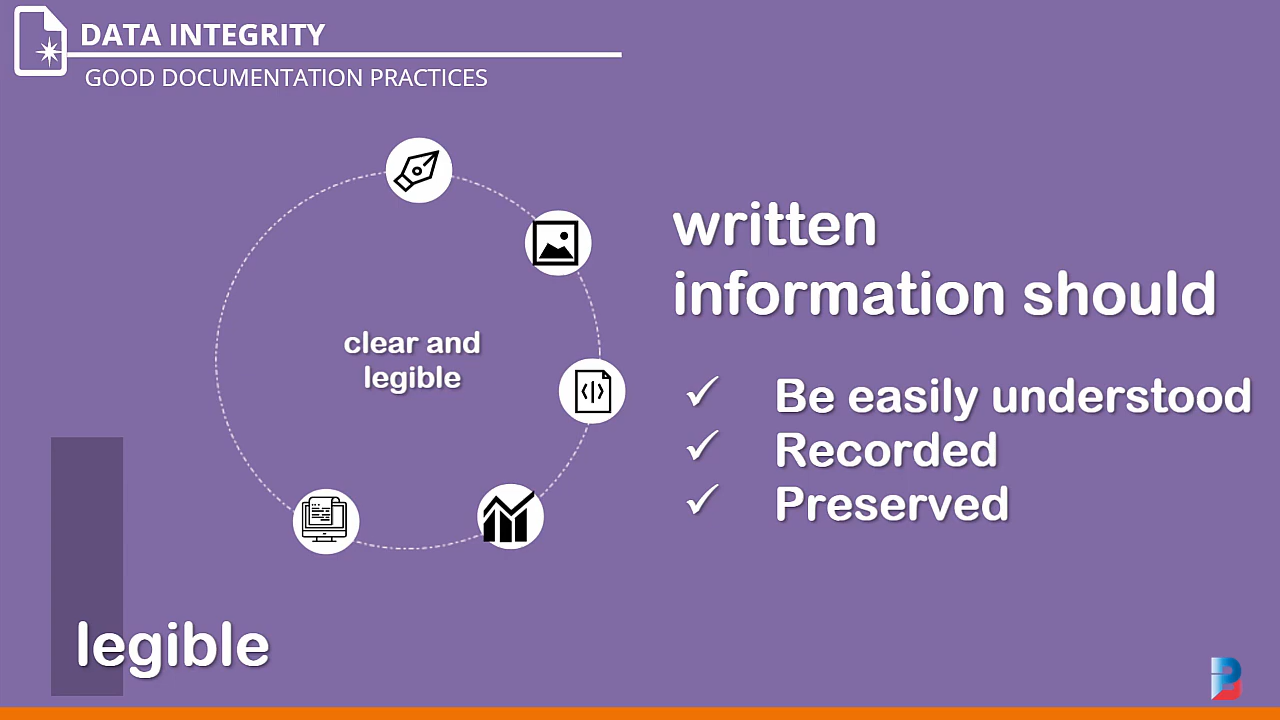 DATA INTEGRITY
GOOD DOCUMENTATION PRACTICES
clear and
legible
written
information should
✓ Be easily understood
✓ Recorded
✓ Preserved
l
legible